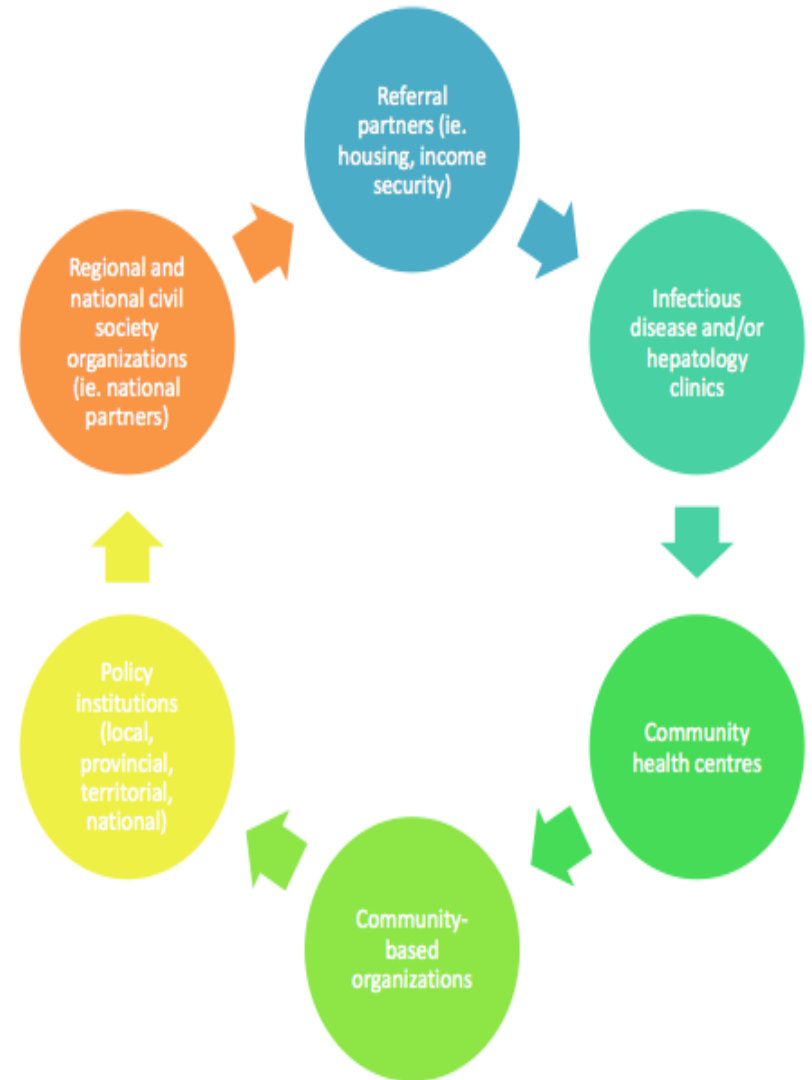 Referral
partners (ie.
housing, income
security)
Infectious
disease and/or
hepatology
clinics
Community
health centres
Community-
based
organizations
Policy
institutions
(local,
provincial,
territorial,
national)
Regional and
national civil
society
organizations
(ie. national
partners)